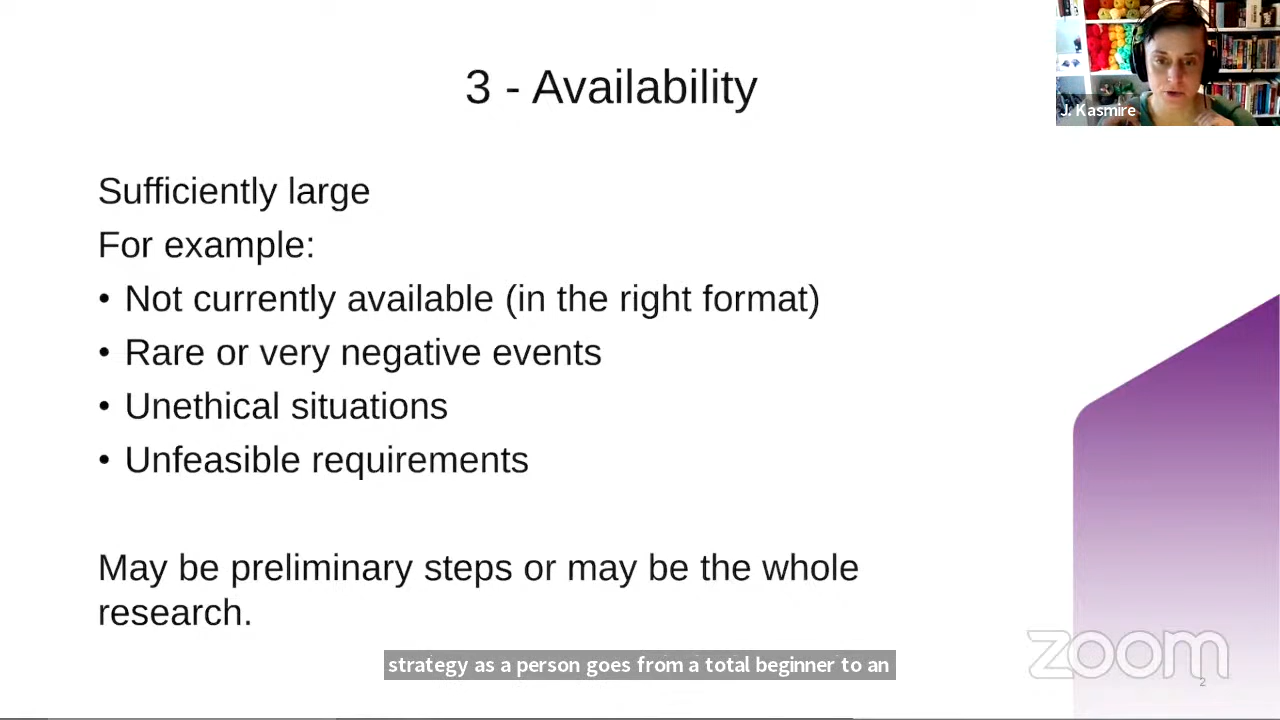 3 - Availability
J. Kasmire
Sufficiently large
For example:
• Not currently available (in the right format)
• Rare or very negative events
• Unethical situations
• Unfeasible requirements
May be preliminary steps or may be the whole
research.
strategy as a person goes from a total beginner to an
zoom
2